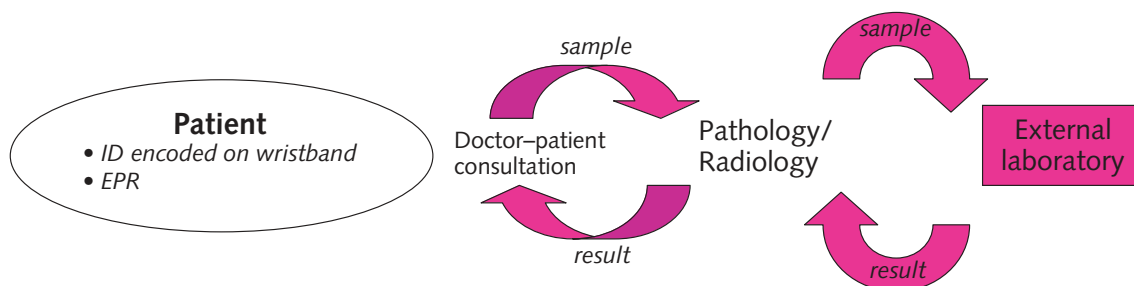 Patient
• ID encoded on wristband
• EPR
sample
Doctor–patient
consultation
result
Pathology/
Radiology
sample
External
laboratory
result